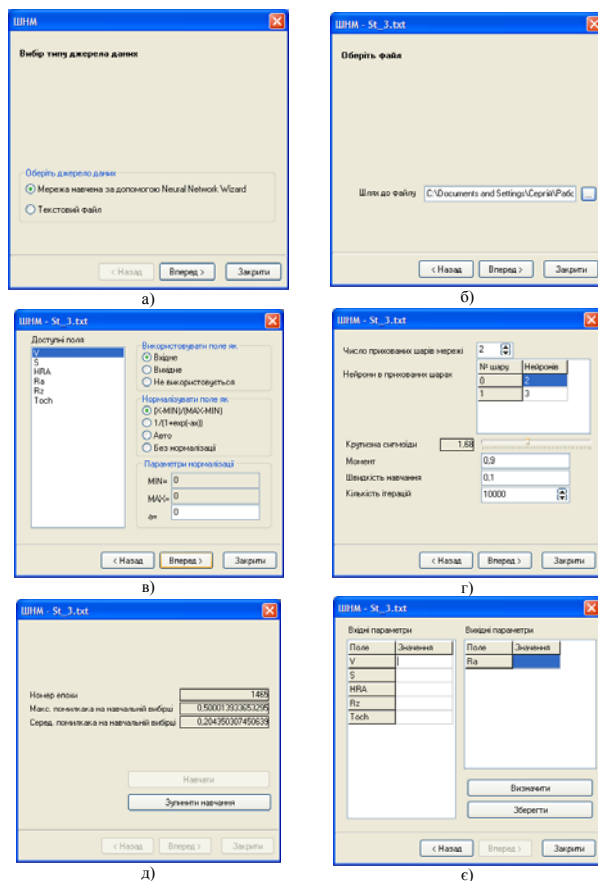 ШНМ
Вибір типу джерела даних
Оберіть джерело даних
Мережа навчена за допомогою Neural Network Wizard
Текстовий файл
< Назад
Вперед >
Закрити
а)
ШНМ - St_3.txt
Оберіть файл
Шлях до файлу C:\Documents and Settings\Сергій\Рабс ...
< Назад
Вперед >
Закрити
б)
ШНМ - St_3.txt
Доступні поля
V
S
HRA
Ra
Rz
Toch
Використовувати поле як
Вхідне
Вихідне
Не використовується
Нормалізувати поле як
(X-MIN)/(MAX-MIN)
1/(1+exp(-ax))
Авто
Без нормалізації
Параметри нормалізації
MIN= 0
MAX= 0
a= 0
< Назад
Вперед >
Закрити
в)
ШНМ - St_3.txt
Число прихованих шарів мережі 2
Нейрони в прихованих шарах
№ шару Нейронів
0 2
1 3
Крутизна сигмоїди 1,68
Момент 0,9
Швидкість навчання 0,1
Кількість ітерацій 10000
< Назад
Вперед >
Закрити
г)
ШНМ - St_3.txt
Номер епохи 1465
Макс. помилкака на навчальній вибірці 0,500013933653295
Серед. помилкака на навчальній вибірці 0,204350307450639
Навчати
Зупинити навчання
< Назад
Вперед >
Закрити
д)
ШНМ - St_3.txt
Вхідні параметри
Поле Значення
V
S
HRA
Rz
Toch
Вихідні параметри
Поле Значення
Ra
Визначити
Зберегти
< Назад
Вперед >
Закрити
є)